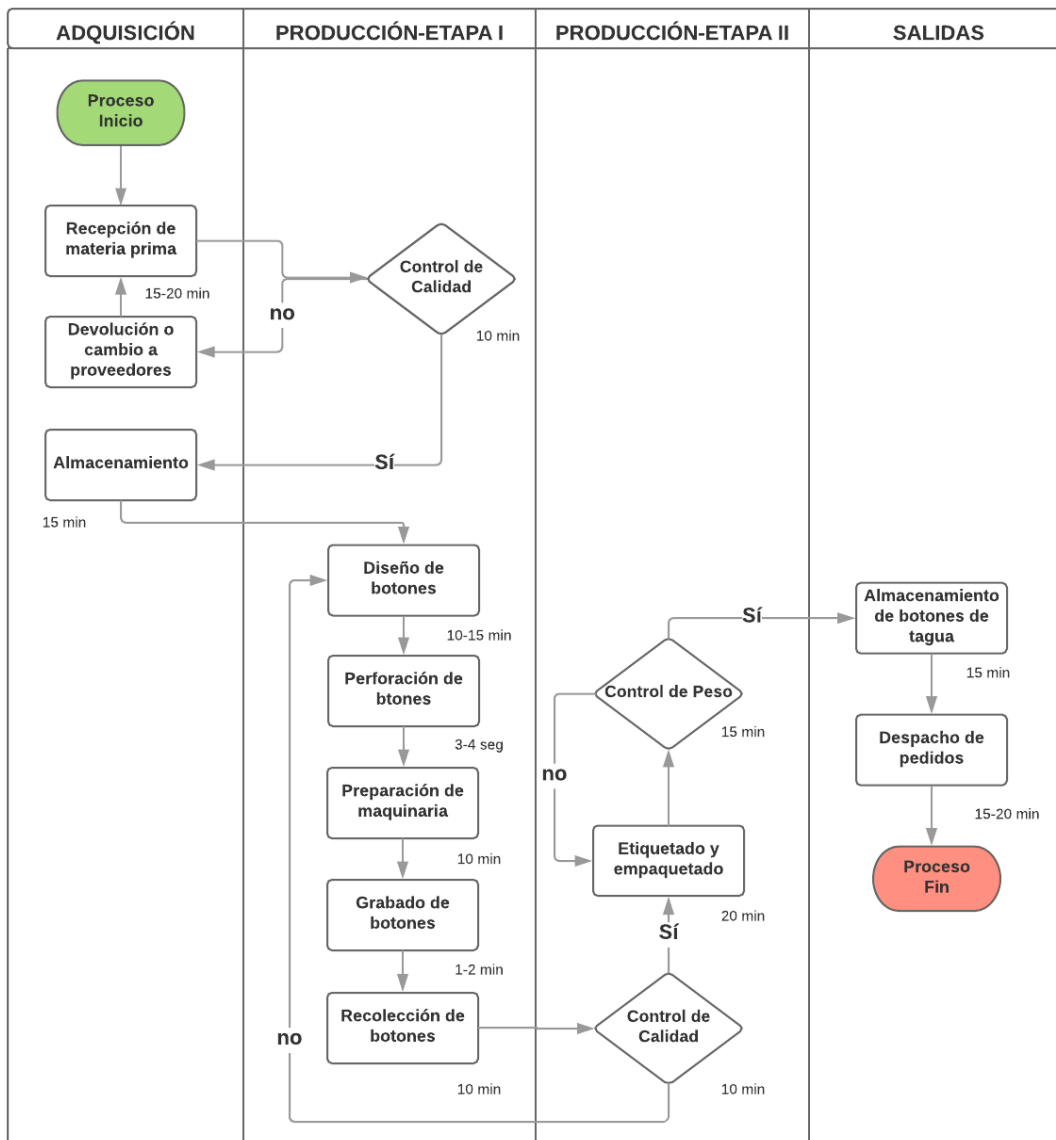 ADQUISICIÓN
PRODUCCIÓN-ETAPA I
PRODUCCIÓN-ETAPA II
SALIDAS
Proceso
Inicio
Recepción de
materia prima
15-20 min
Devolución o
cambio a
proveedores
no
Control de
Calidad
10 min
Sí
Almacenamiento
15 min
Diseño de
botones
10-15 min
Perforación de
btones
3-4 seg
Preparación de
maquinaria
10 min
Grabado de
botones
1-2 min
Recolección de
botones
10 min
no
Control de
Calidad
10 min
Sí
Etiquetado y
empaquetado
20 min
no
Control de Peso
15 min
Sí
Almacenamiento
de botones de
tagua
15 min
Despacho de
pedidos
15-20 min
Proceso
Fin